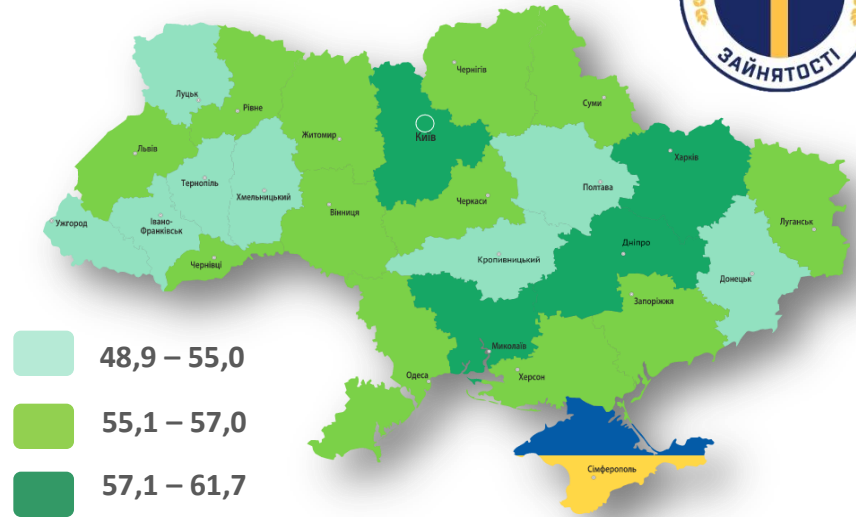 ЗАЙНЯТОСТІ
Чернігів
Луцьк
Рівне
Суми
Київ
Житомир
Львів
Харків
Тернопіль
Хмельницький
Полтава
Черкаси
Ужгород
Івано-
Франківськ
Вінниця
Луганськ
Дніпро
Чернівці
Кропивницький
Донецьк
Запоріжжя
Миколаїв
Одеса
Херсон
Сімферополь
48,9 – 55,0
55,1 – 57,0
57,1 – 61,7